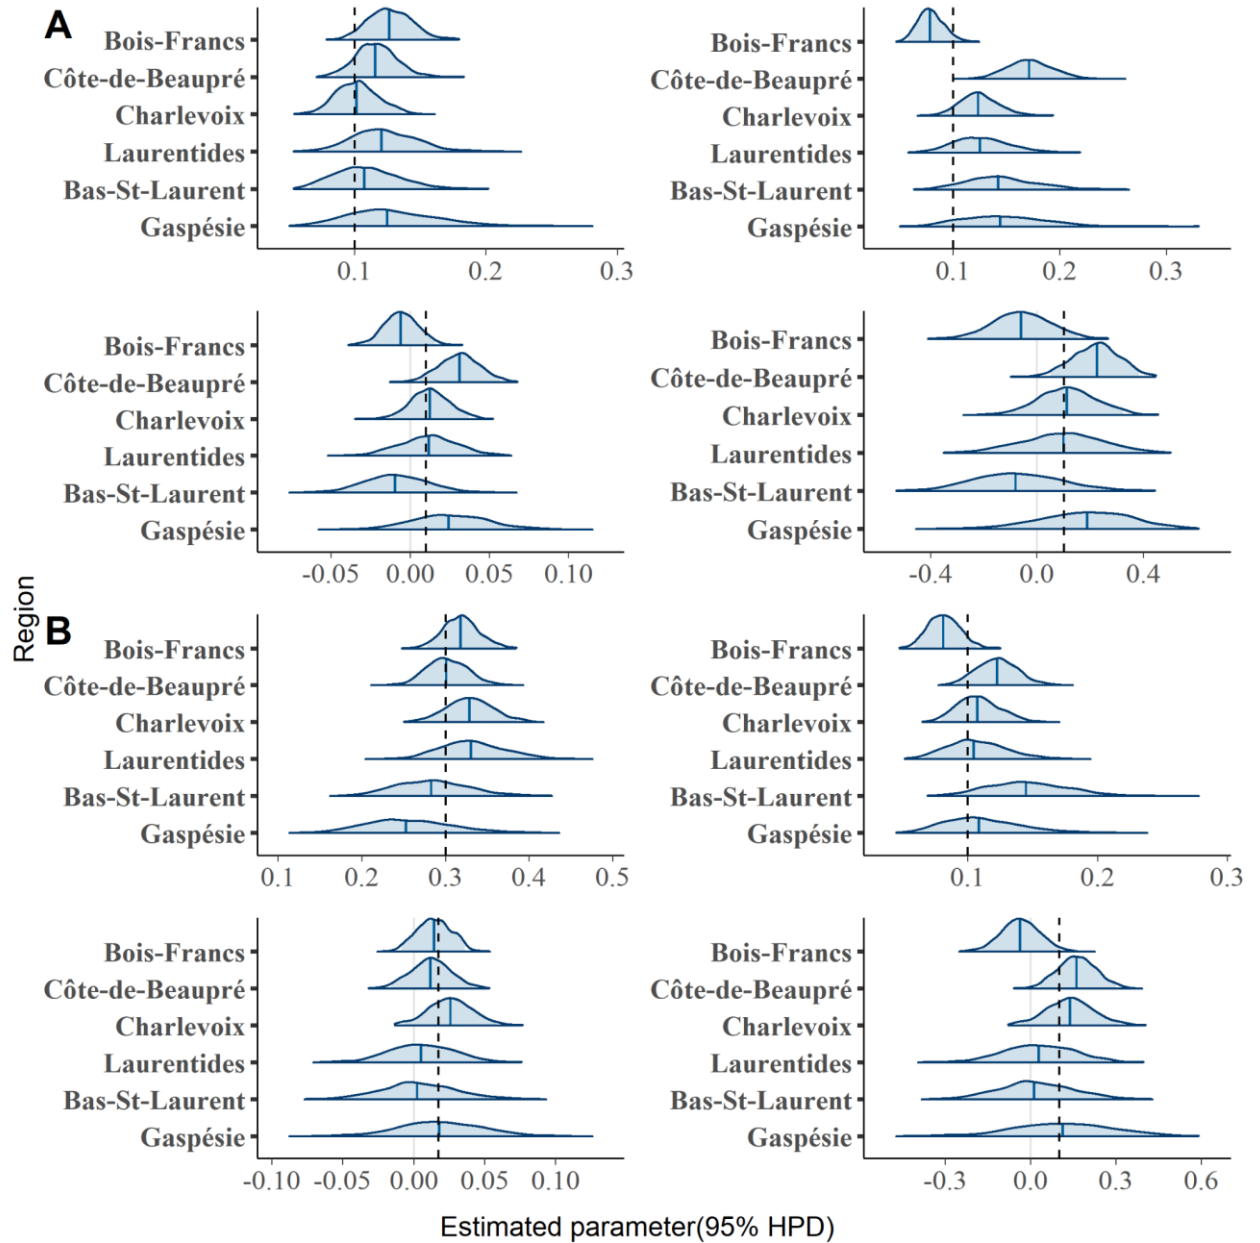 A
Bois-Francs
Côte-de-Beaupré
Charlevoix
Laurentides
Bas-St-Laurent
Gaspésie
0.1 0.2 0.3
Bois-Francs
Côte-de-Beaupré
Charlevoix
Laurentides
Bas-St-Laurent
Gaspésie
0.1 0.2 0.3
Bois-Francs
Côte-de-Beaupré
Charlevoix
Laurentides
Bas-St-Laurent
Gaspésie
-0.05 0.00 0.05 0.10
Bois-Francs
Côte-de-Beaupré
Charlevoix
Laurentides
Bas-St-Laurent
Gaspésie
-0.4 0.0 0.4
Region
B
Bois-Francs
Côte-de-Beaupré
Charlevoix
Laurentides
Bas-St-Laurent
Gaspésie
0.1 0.2 0.3 0.4 0.5
Bois-Francs
Côte-de-Beaupré
Charlevoix
Laurentides
Bas-St-Laurent
Gaspésie
0.1 0.2 0.3
Bois-Francs
Côte-de-Beaupré
Charlevoix
Laurentides
Bas-St-Laurent
Gaspésie
-0.10 -0.05 0.00 0.05 0.10
Bois-Francs
Côte-de-Beaupré
Charlevoix
Laurentides
Bas-St-Laurent
Gaspésie
-0.3 0.0 0.3 0.6
Estimated parameter(95% HPD)